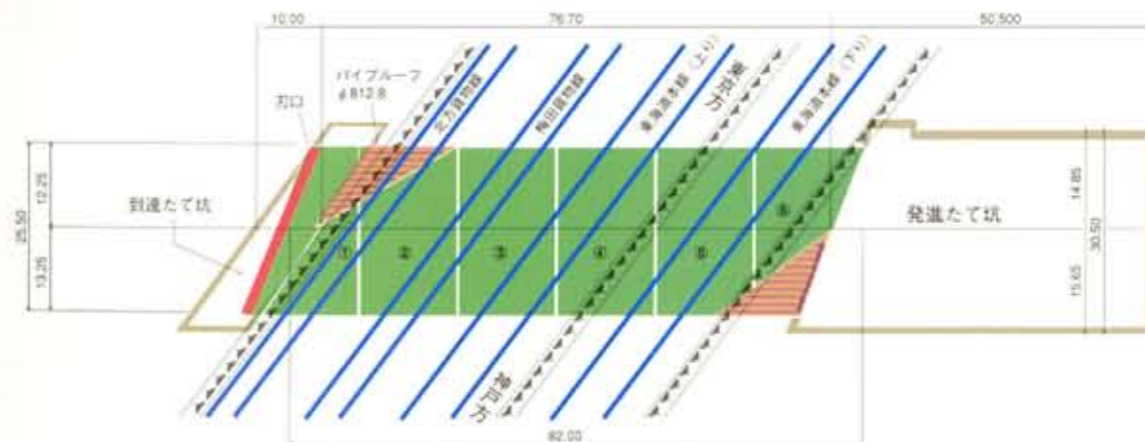 10.00
76.70
50.500
パイプルーフ
φ812.8
刃口
北方貨物線
梅田貨物線
東海道本線(上り)
東京方
東海道本線(下り)
到達たて坑
発進たて坑
12.25
25.50
13.25
14.85
30.50
15.65
①
②
③
④
⑤
⑥
神戸方
82.00